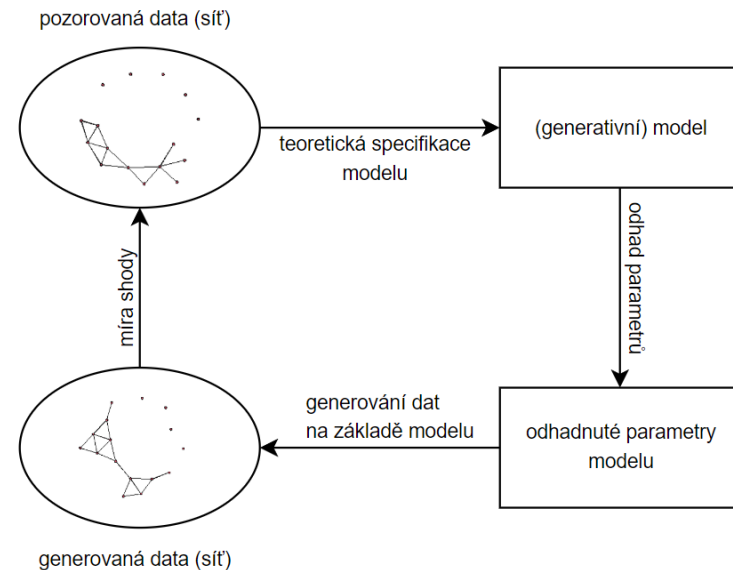 pozorovaná data (síť)
teoretická specifikace
modelu
(generativní) model
odhad parametrů
odhadnuté parametry
modelu
generování dat
na základě modelu
míra shody
generovaná data (síť)